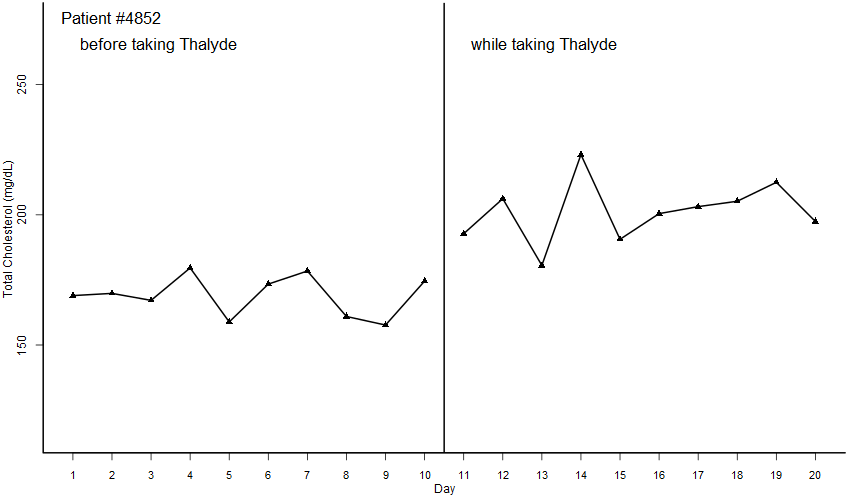 Patient #4852
before taking Thalyde
while taking Thalyde
Total Cholesterol (mg/dL)
250
200
150
1 2 3 4 5 6 7 8 9 10 11 12 13 14 15 16 17 18 19 20
Day